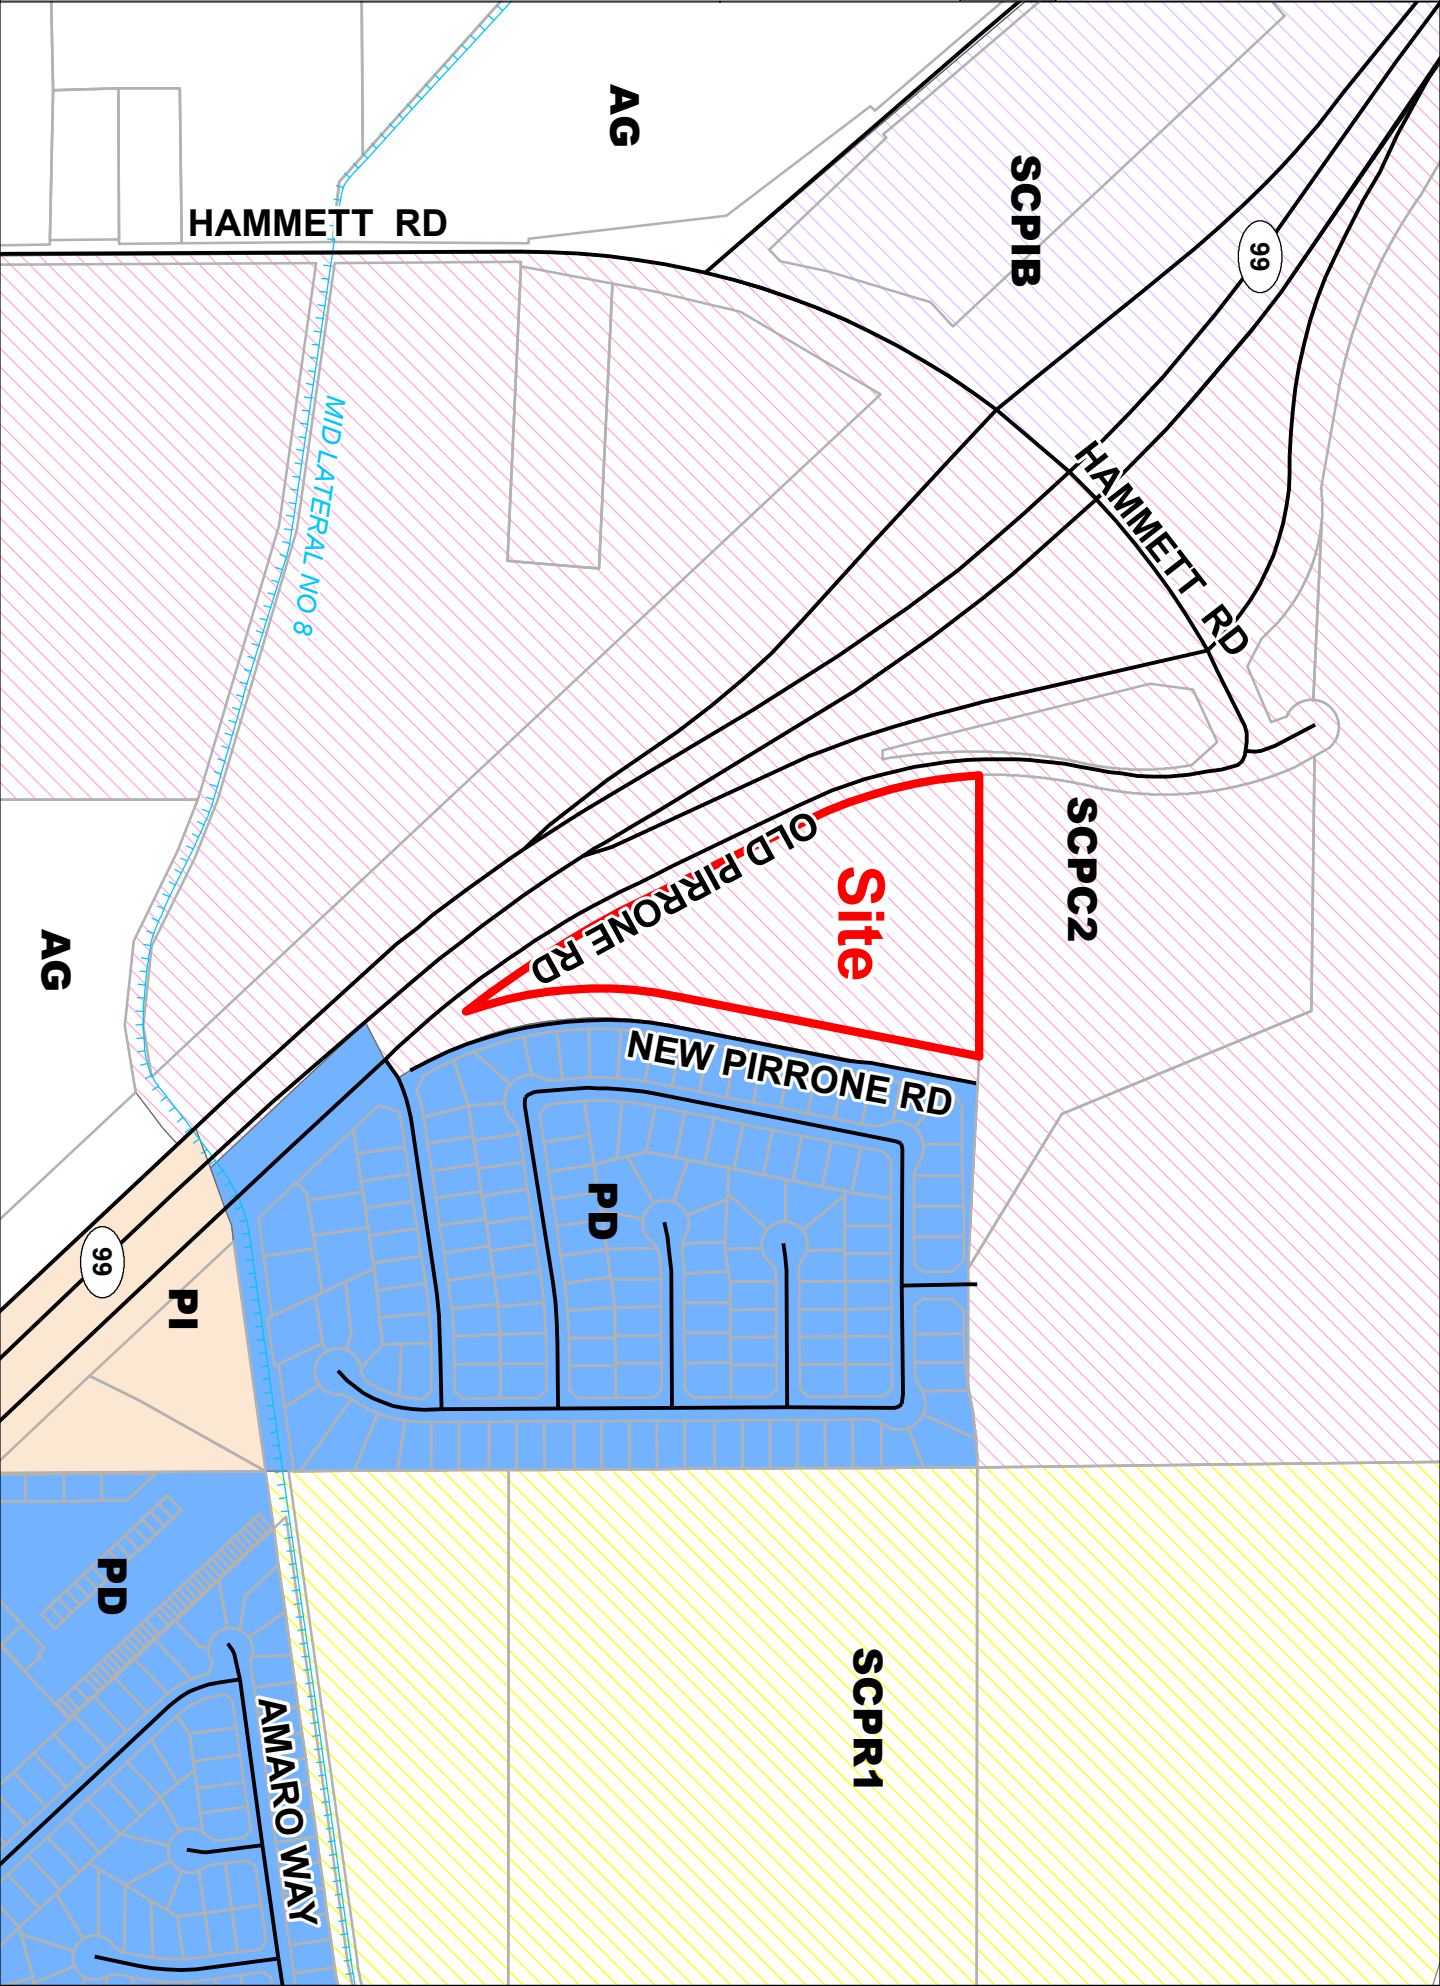 AG
SCPIB
HAMMETT RD
99
MID LATERAL NO 8
HAMMETT RD
SCPC2
OLD PIRRONE RD
Site
AG
NEW PIRRONE RD
PD
99
PI
PD
SCPR1
AMARO WAY